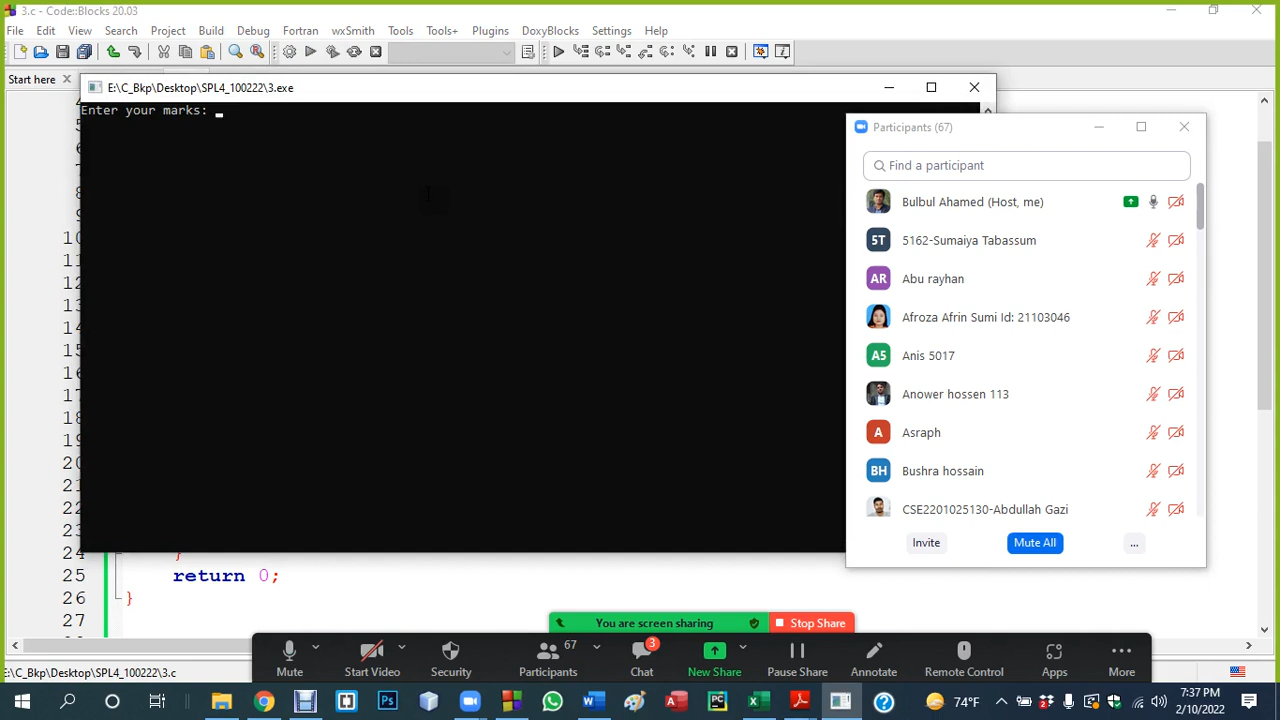 3.c - Code::Blocks 20.03
File Edit View Search Project Build Debug Fortran wxSmith Tools Tools+ Plugins DoxyBlocks Settings Help
Start here
E:\C_Bkp\Desktop\SPL4_100222\3.exe
Enter your marks:
Participants (67)
Find a participant
Bulbul Ahamed (Host, me)
5T 5162-Sumaiya Tabassum
AR Abu rayhan
Afroza Afrin Sumi Id: 21103046
A5 Anis 5017
Anower hossen 113
A Asraph
BH Bushra hossain
CSE2201025130-Abdullah Gazi
Invite Mute All ...
10
11
12
13
14
15
16
17
18
19
20
21
22
23
24 }
25 return 0;
26 }
27
You are screen sharing Stop Share
67 3
Mute Start Video Security Participants Chat New Share Pause Share Annotate Remote Control Apps More
E:\C_Bkp\Desktop\SPL4_100222\3.c
74°F
7:37 PM
2/10/2022